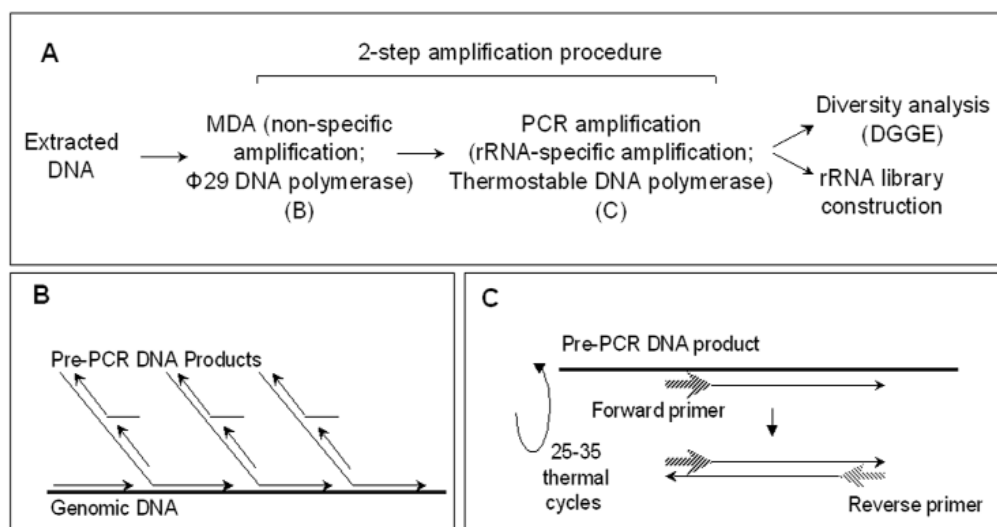 A
2-step amplification procedure
Extracted
DNA
MDA (non-specific
amplification;
Φ29 DNA polymerase)
(B)
PCR amplification
(rRNA-specific amplification;
Thermostable DNA polymerase)
(C)
Diversity analysis
(DGGE)
rRNA library
construction
B
Pre-PCR DNA Products
Genomic DNA
C
Pre-PCR DNA product
Forward primer
25-35
thermal
cycles
Reverse primer